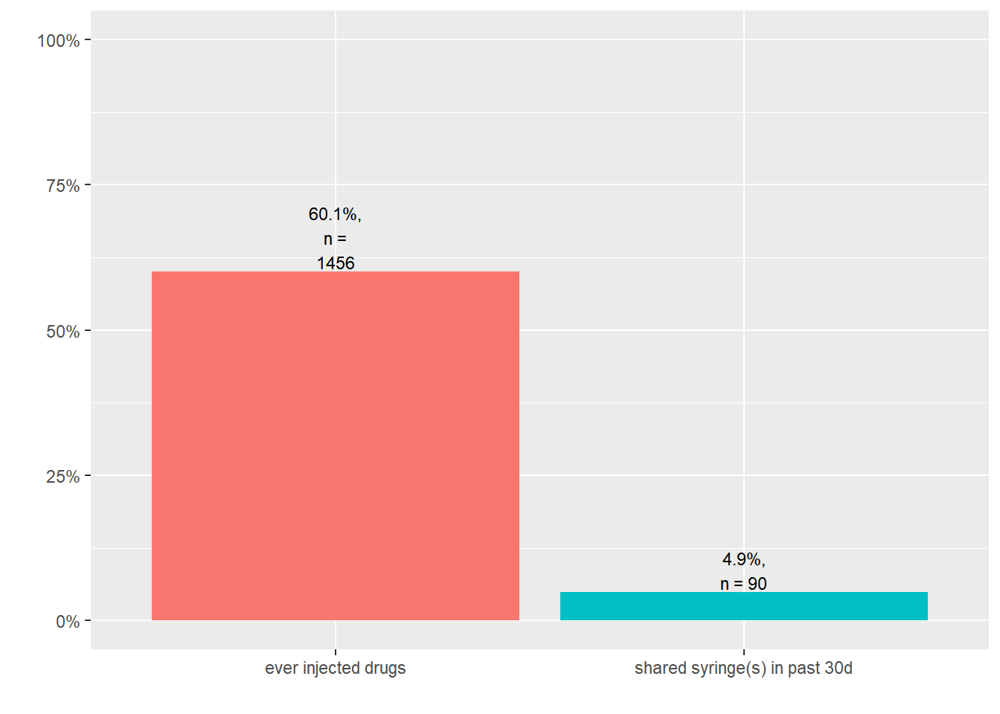 100%
75%
60.1%,
n =
1456
50%
25%
4.9%,
n = 90
0%
ever injected drugs
shared syringe(s) in past 30d